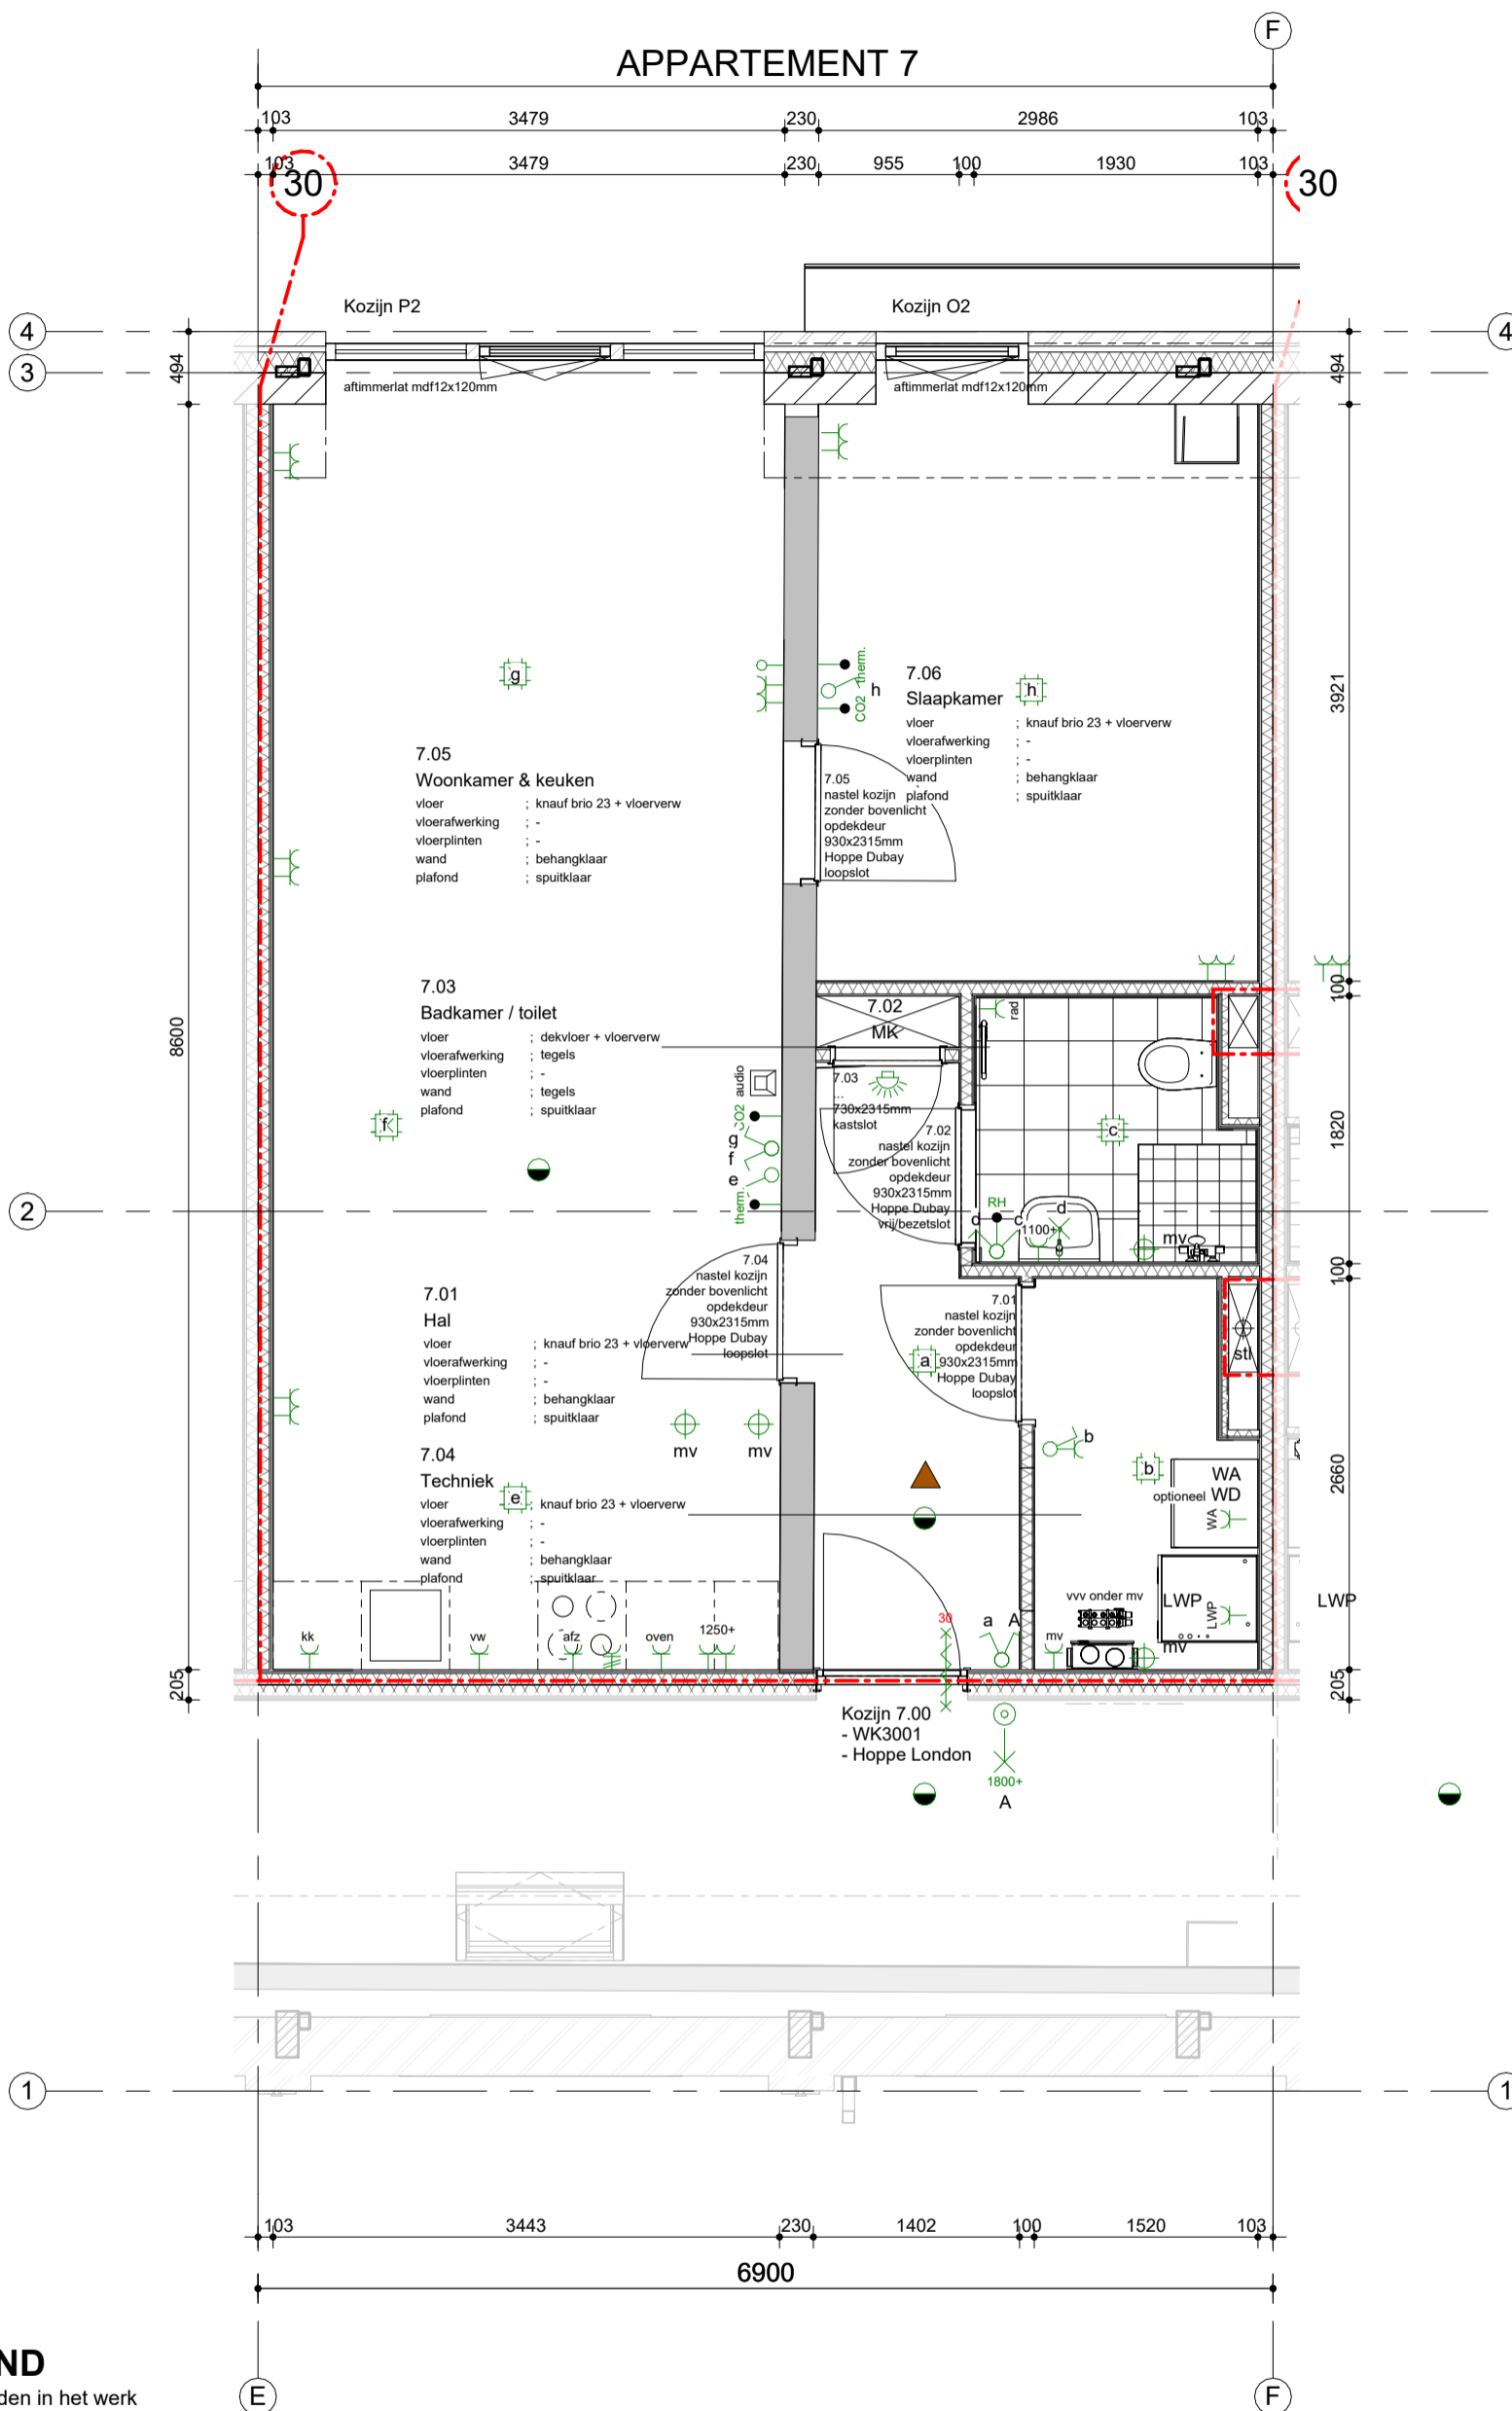 F
APPARTEMENT 7
103 3479 230 2986 103
103 3479 230 955 100 1930 103
30 30
Kozijn P2 Kozijn O2
4 4
3
494 494
aftimmerlat mdf12x120mm aftimmerlat mdf12x120mm
g
therm.
h
CO2
7.06
Slaapkamer h
vloer ; knauf brio 23 + vloerverw
vloerafwerking ; -
vloerplinten ; -
wand ; behangklaar
plafond ; spuitklaar
3921
7.05
Woonkamer & keuken
vloer ; knauf brio 23 + vloerverw
vloerafwerking ; -
vloerplinten ; -
wand ; behangklaar
plafond ; spuitklaar
7.05
nastel kozijn
zonder bovenlicht
opdekdeur
930x2315mm
Hoppe Dubay
loopslot
7.03
Badkamer / toilet
vloer ; dekvloer + vloerverw
vloerafwerking ; tegels
vloerplinten ; -
wand ; tegels
plafond ; spuitklaar
8600
100
7.02
MK
rad
audio
7.03
...
730x2315mm
kastslot
CO2
g
f
e
therm.
f
7.02
nastel kozijn
zonder bovenlicht
opdekdeur
930x2315mm
Hoppe Dubay
vrij/bezetslot
c
1820
RH
d c d
1100+
mv
2
100
7.04
nastel kozijn
zonder bovenlicht
opdekdeur
930x2315mm
Hoppe Dubay
loopslot
7.01
Hal
vloer ; knauf brio 23 + vloerverw
vloerafwerking ; -
vloerplinten ; -
wand ; behangklaar
plafond ; spuitklaar
7.01
nastel kozijn
zonder bovenlicht
opdekdeur
930x2315mm
Hoppe Dubay
loopslot
a
stl
mv mv
b
b
2660
7.04
Techniek
e
vloer ; knauf brio 23 + vloerverw
vloerafwerking ; -
vloerplinten ; -
wand ; behangklaar
plafond ; spuitklaar
WA
optioneel WD
WA
vvv onder mv
LWP LWP LWP
kk vw afz oven 1250+
30 a A mv mv
205 205
Kozijn 7.00
- WK3001
- Hoppe London
1800+
A
1 1
103 3443 230 1402 100 1520 103
6900
ND
den in het werk
E F